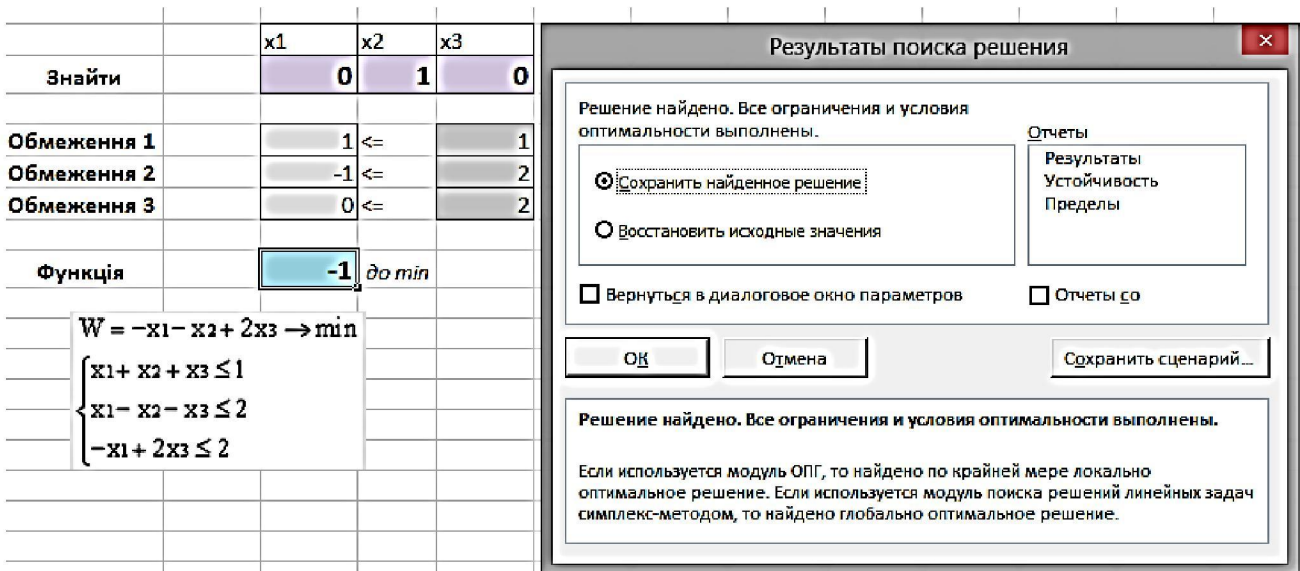 x1 x2 x3
Знайти 0 1 0
Обмеження 1 1 <= 1
Обмеження 2 -1 <= 2
Обмеження 3 0 <= 2
Функція -1 до min
W = -x1- x2+ 2x3 → min
x1+ x2 + x3 ≤ 1
x1- x2- x3 ≤ 2
-x1+ 2x3 ≤ 2
Результаты поиска решения
Решение найдено. Все ограничения и условия
оптимальности выполнены.
Отчеты
Сохранить найденное решение
Восстановить исходные значения
Результаты
Устойчивость
Пределы
Вернуться в диалоговое окно параметров
Отчеты со
ОК Отмена Сохранить сценарий...
Решение найдено. Все ограничения и условия оптимальности выполнены.
Если используется модуль ОПГ, то найдено по крайней мере локально
оптимальное решение. Если используется модуль поиска решений линейных задач
симплекс-методом, то найдено глобально оптимальное решение.